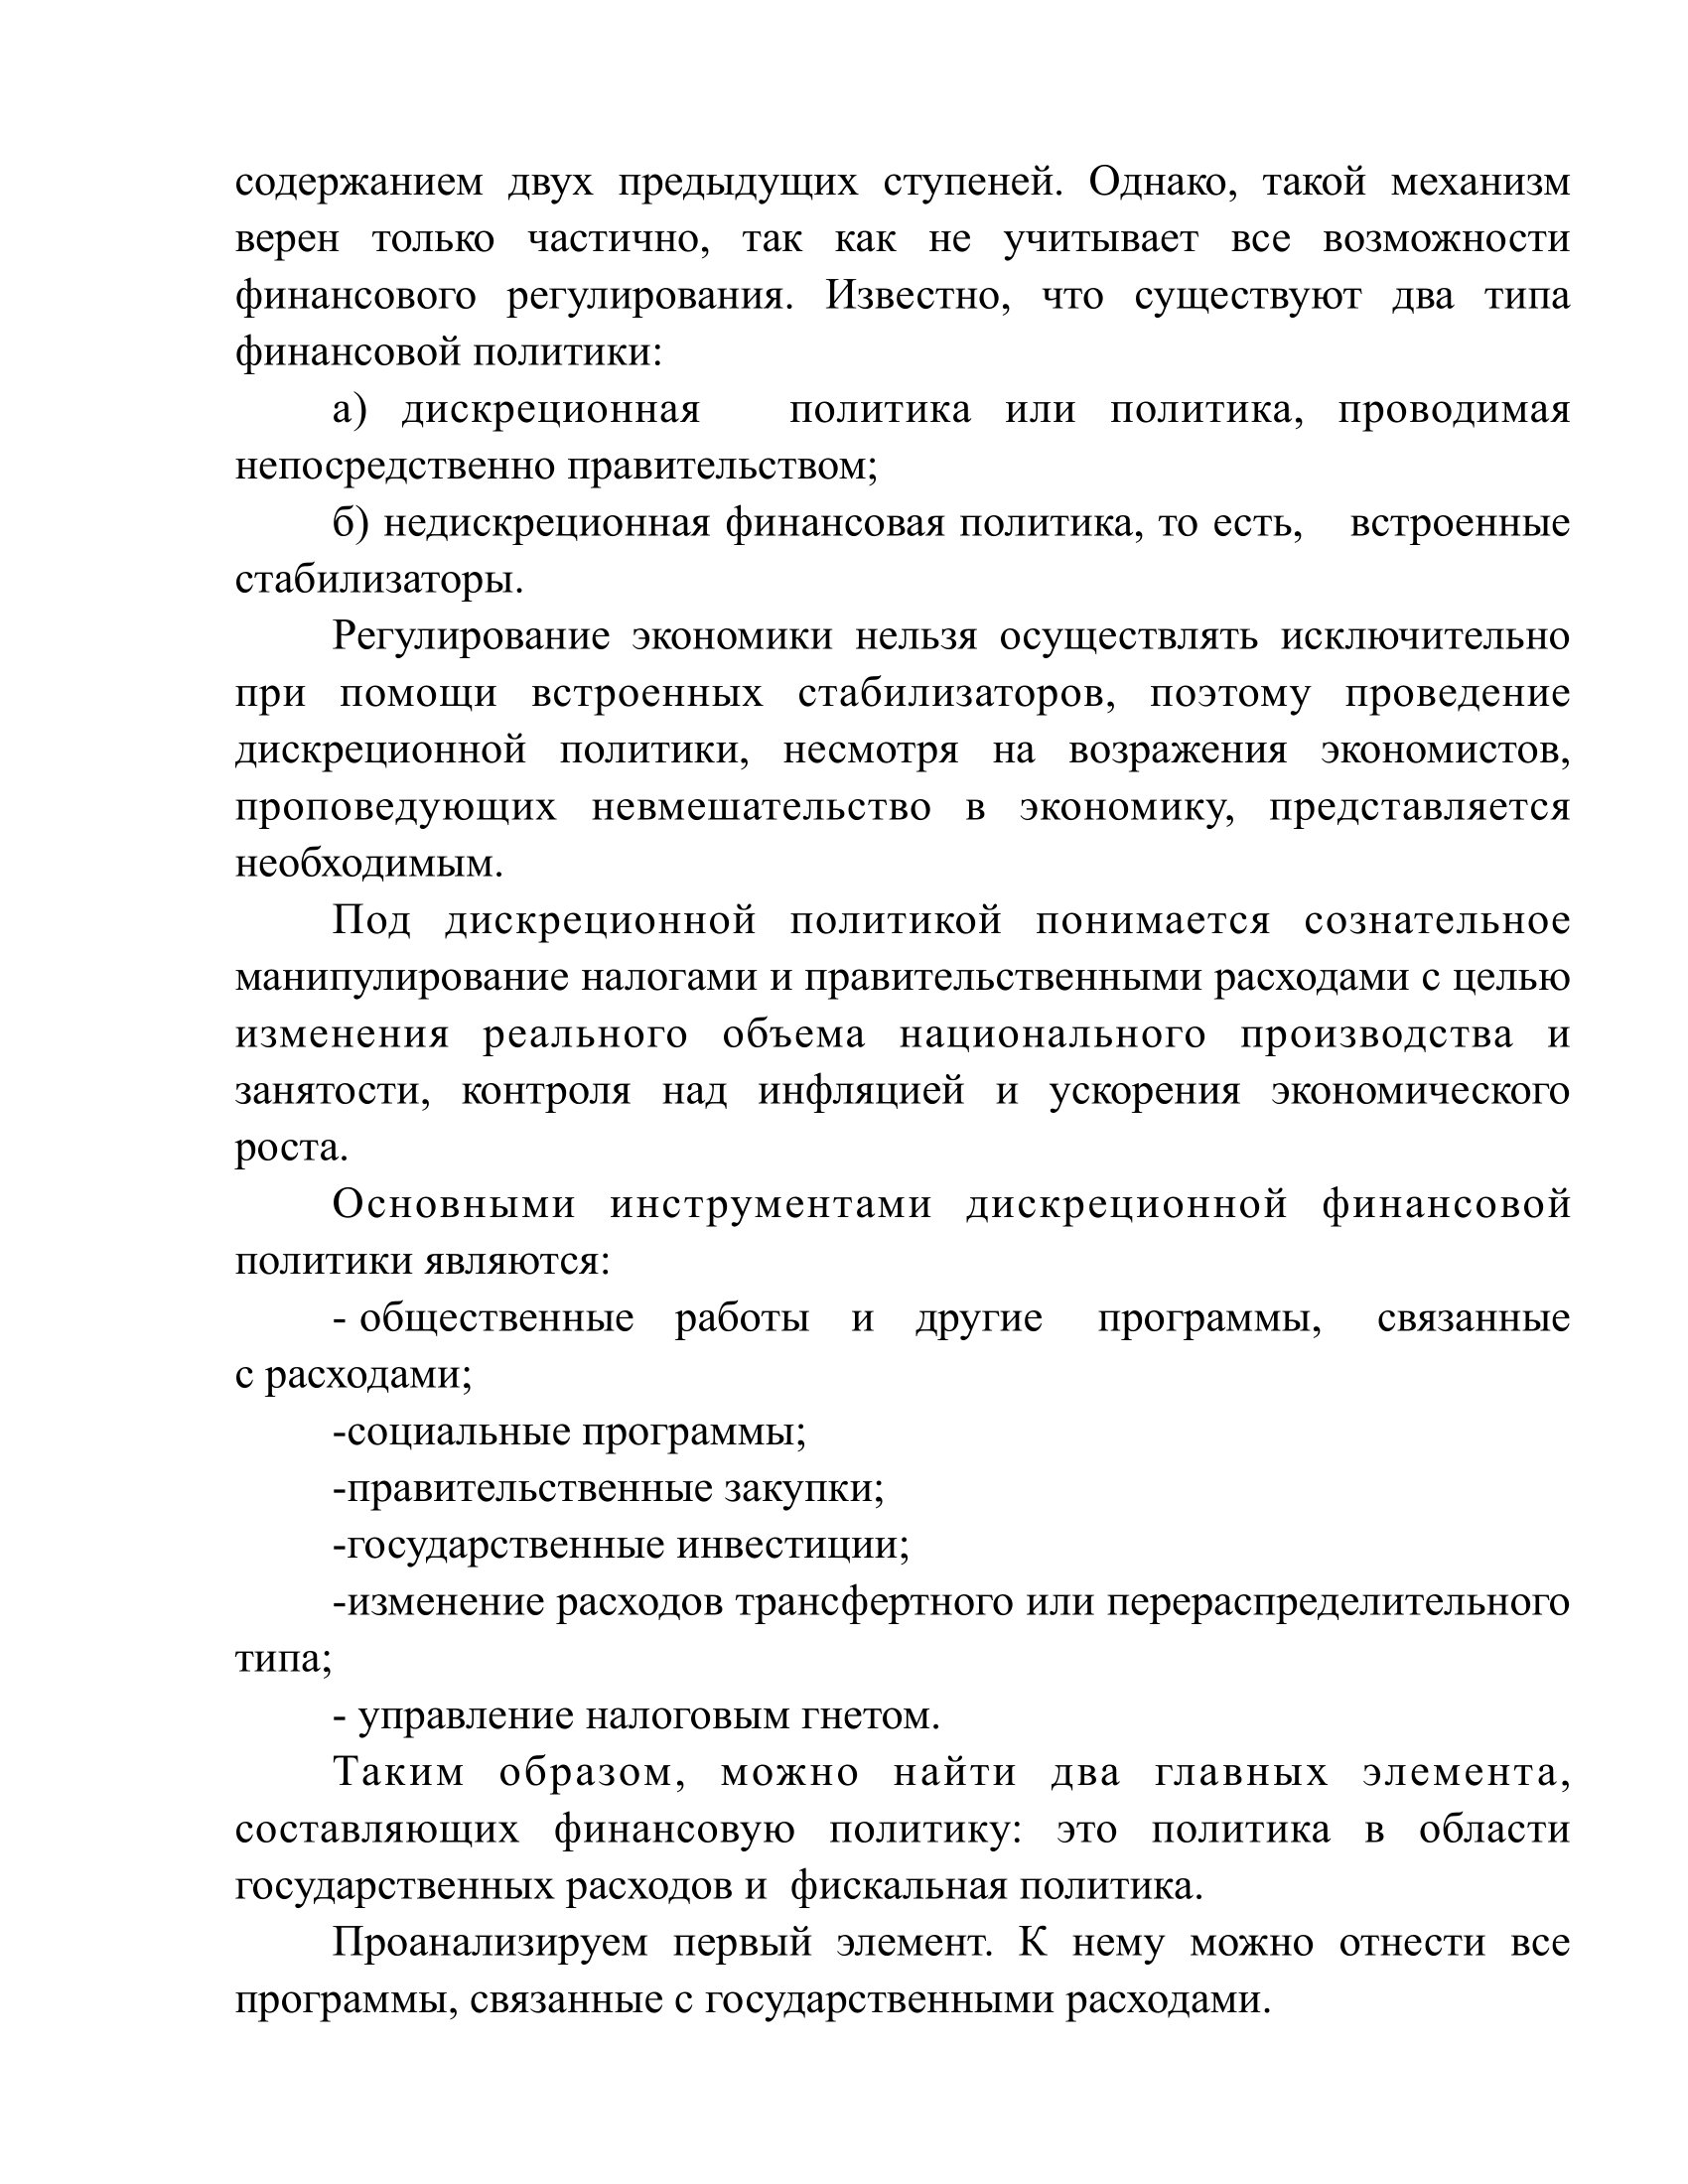 содержанием двух предыдущих ступеней. Однако, такой механизм
верен только частично, так как не учитывает все возможности
финансового регулирования. Известно, что существуют два типа
финансовой политики:
а) дискреционная политика или политика, проводимая
непосредственно правительством;
б) недискреционная финансовая политика, то есть, встроенные
стабилизаторы.
Регулирование экономики нельзя осуществлять исключительно
при помощи встроенных стабилизаторов, поэтому проведение
дискреционной политики, несмотря на возражения экономистов,
проповедующих невмешательство в экономику, представляется
необходимым.
Под дискреционной политикой понимается сознательное
манипулирование налогами и правительственными расходами с целью
изменения реального объема национального производства и
занятости, контроля над инфляцией и ускорения экономического
роста.
Основными инструментами дискреционной финансовой
политики являются:
- общественные работы и другие программы, связанные
с расходами;
-социальные программы;
-правительственные закупки;
-государственные инвестиции;
-изменение расходов трансфертного или перераспределительного
типа;
- управление налоговым гнетом.
Таким образом, можно найти два главных элемента,
составляющих финансовую политику: это политика в области
государственных расходов и фискальная политика.
Проанализируем первый элемент. К нему можно отнести все
программы, связанные с государственными расходами.